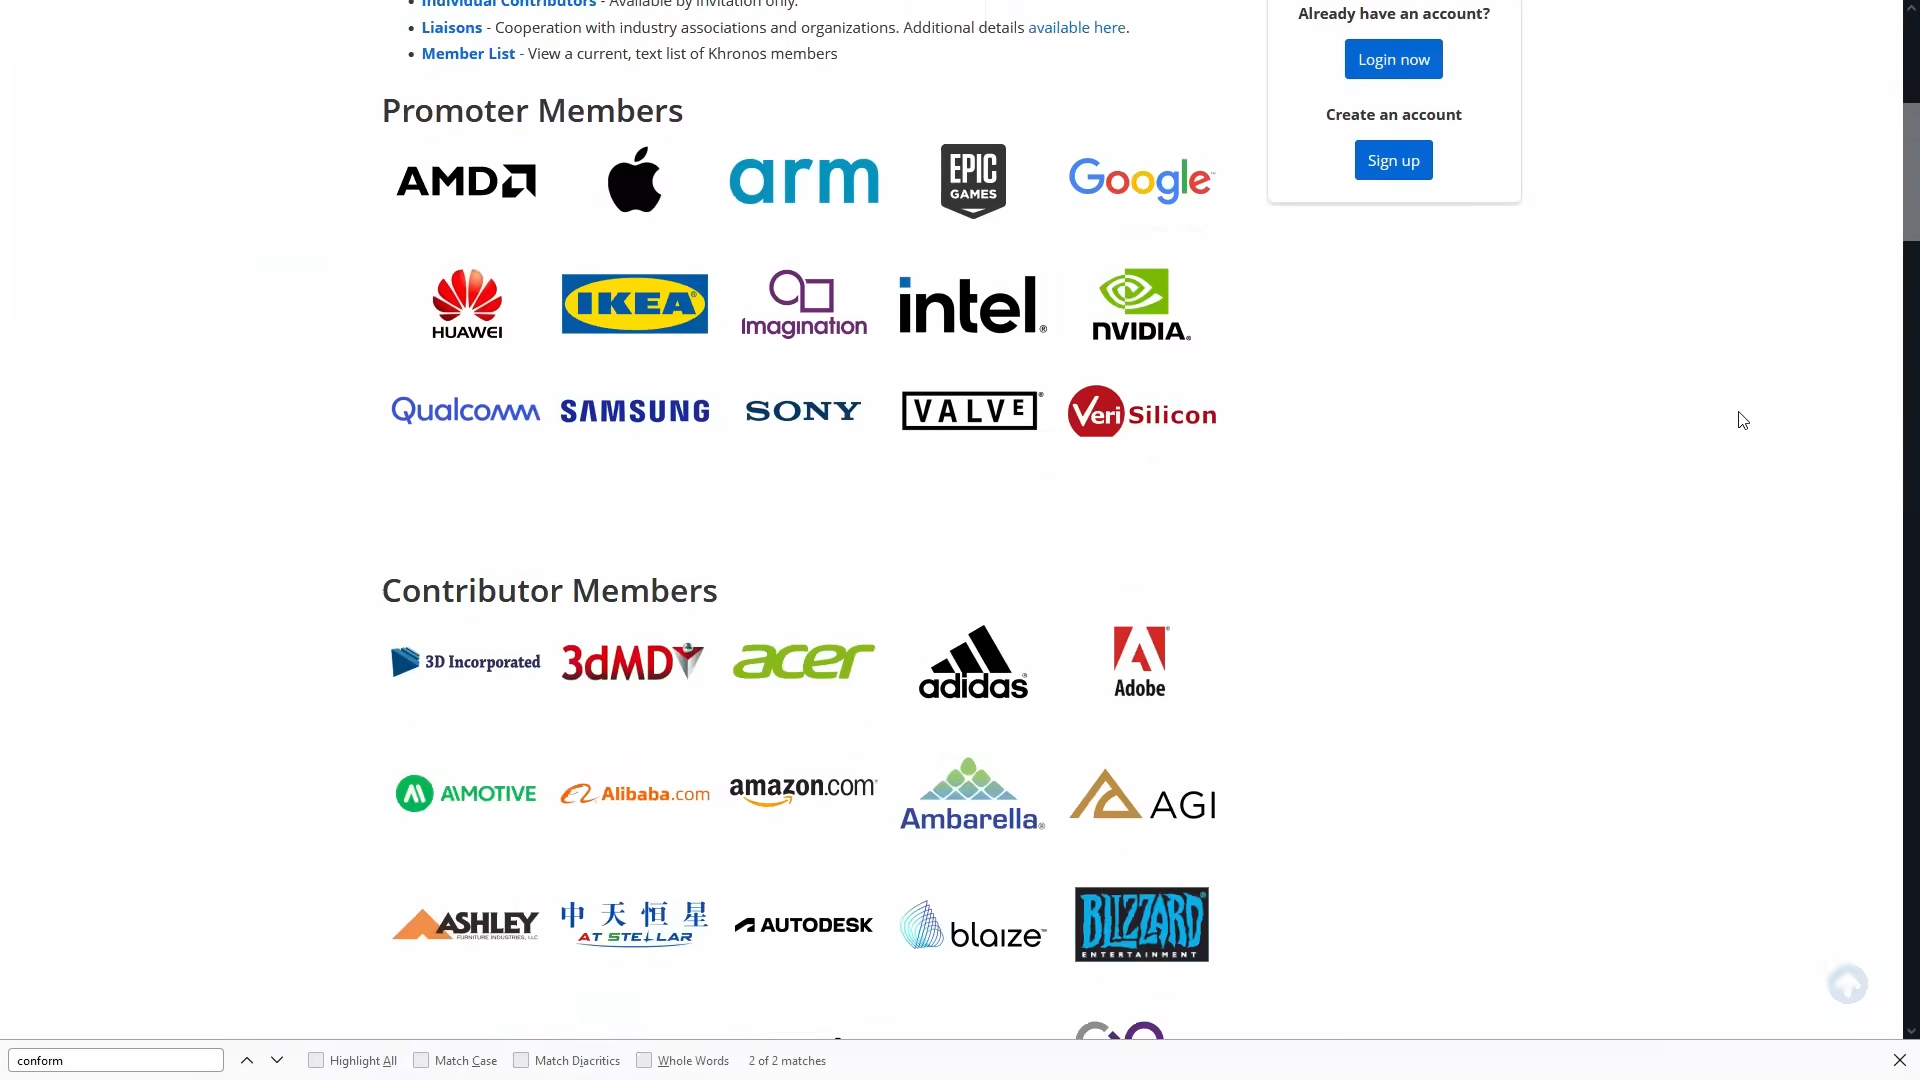 Individual Contributors - Available by invitation only.
Liaisons - Cooperation with industry associations and organizations. Additional details available here.
Member List - View a current, text list of Khronos members
Already have an account?
Login now
Create an account
Sign up
Promoter Members
AMD
arm
EPIC
GAMES
Google™
HUAWEI
IKEA®
Imagination
intel®
NVIDIA®
Qualcomm
SAMSUNG
SONY
VALVE®
VeriSilicon
Contributor Members
3D Incorporated
3dMD
acer
adidas®
Adobe®
AIMOTIVE
Alibaba.com
amazon.com®
Ambarella®
AGI
ASHLEY
FURNITURE INDUSTRIES, LLC
中天恒星
AT STELLAR
AUTODESK
blaize™
BLIZZARD®
ENTERTAINMENT
conform
Highlight All
Match Case
Match Diacritics
Whole Words
2 of 2 matches